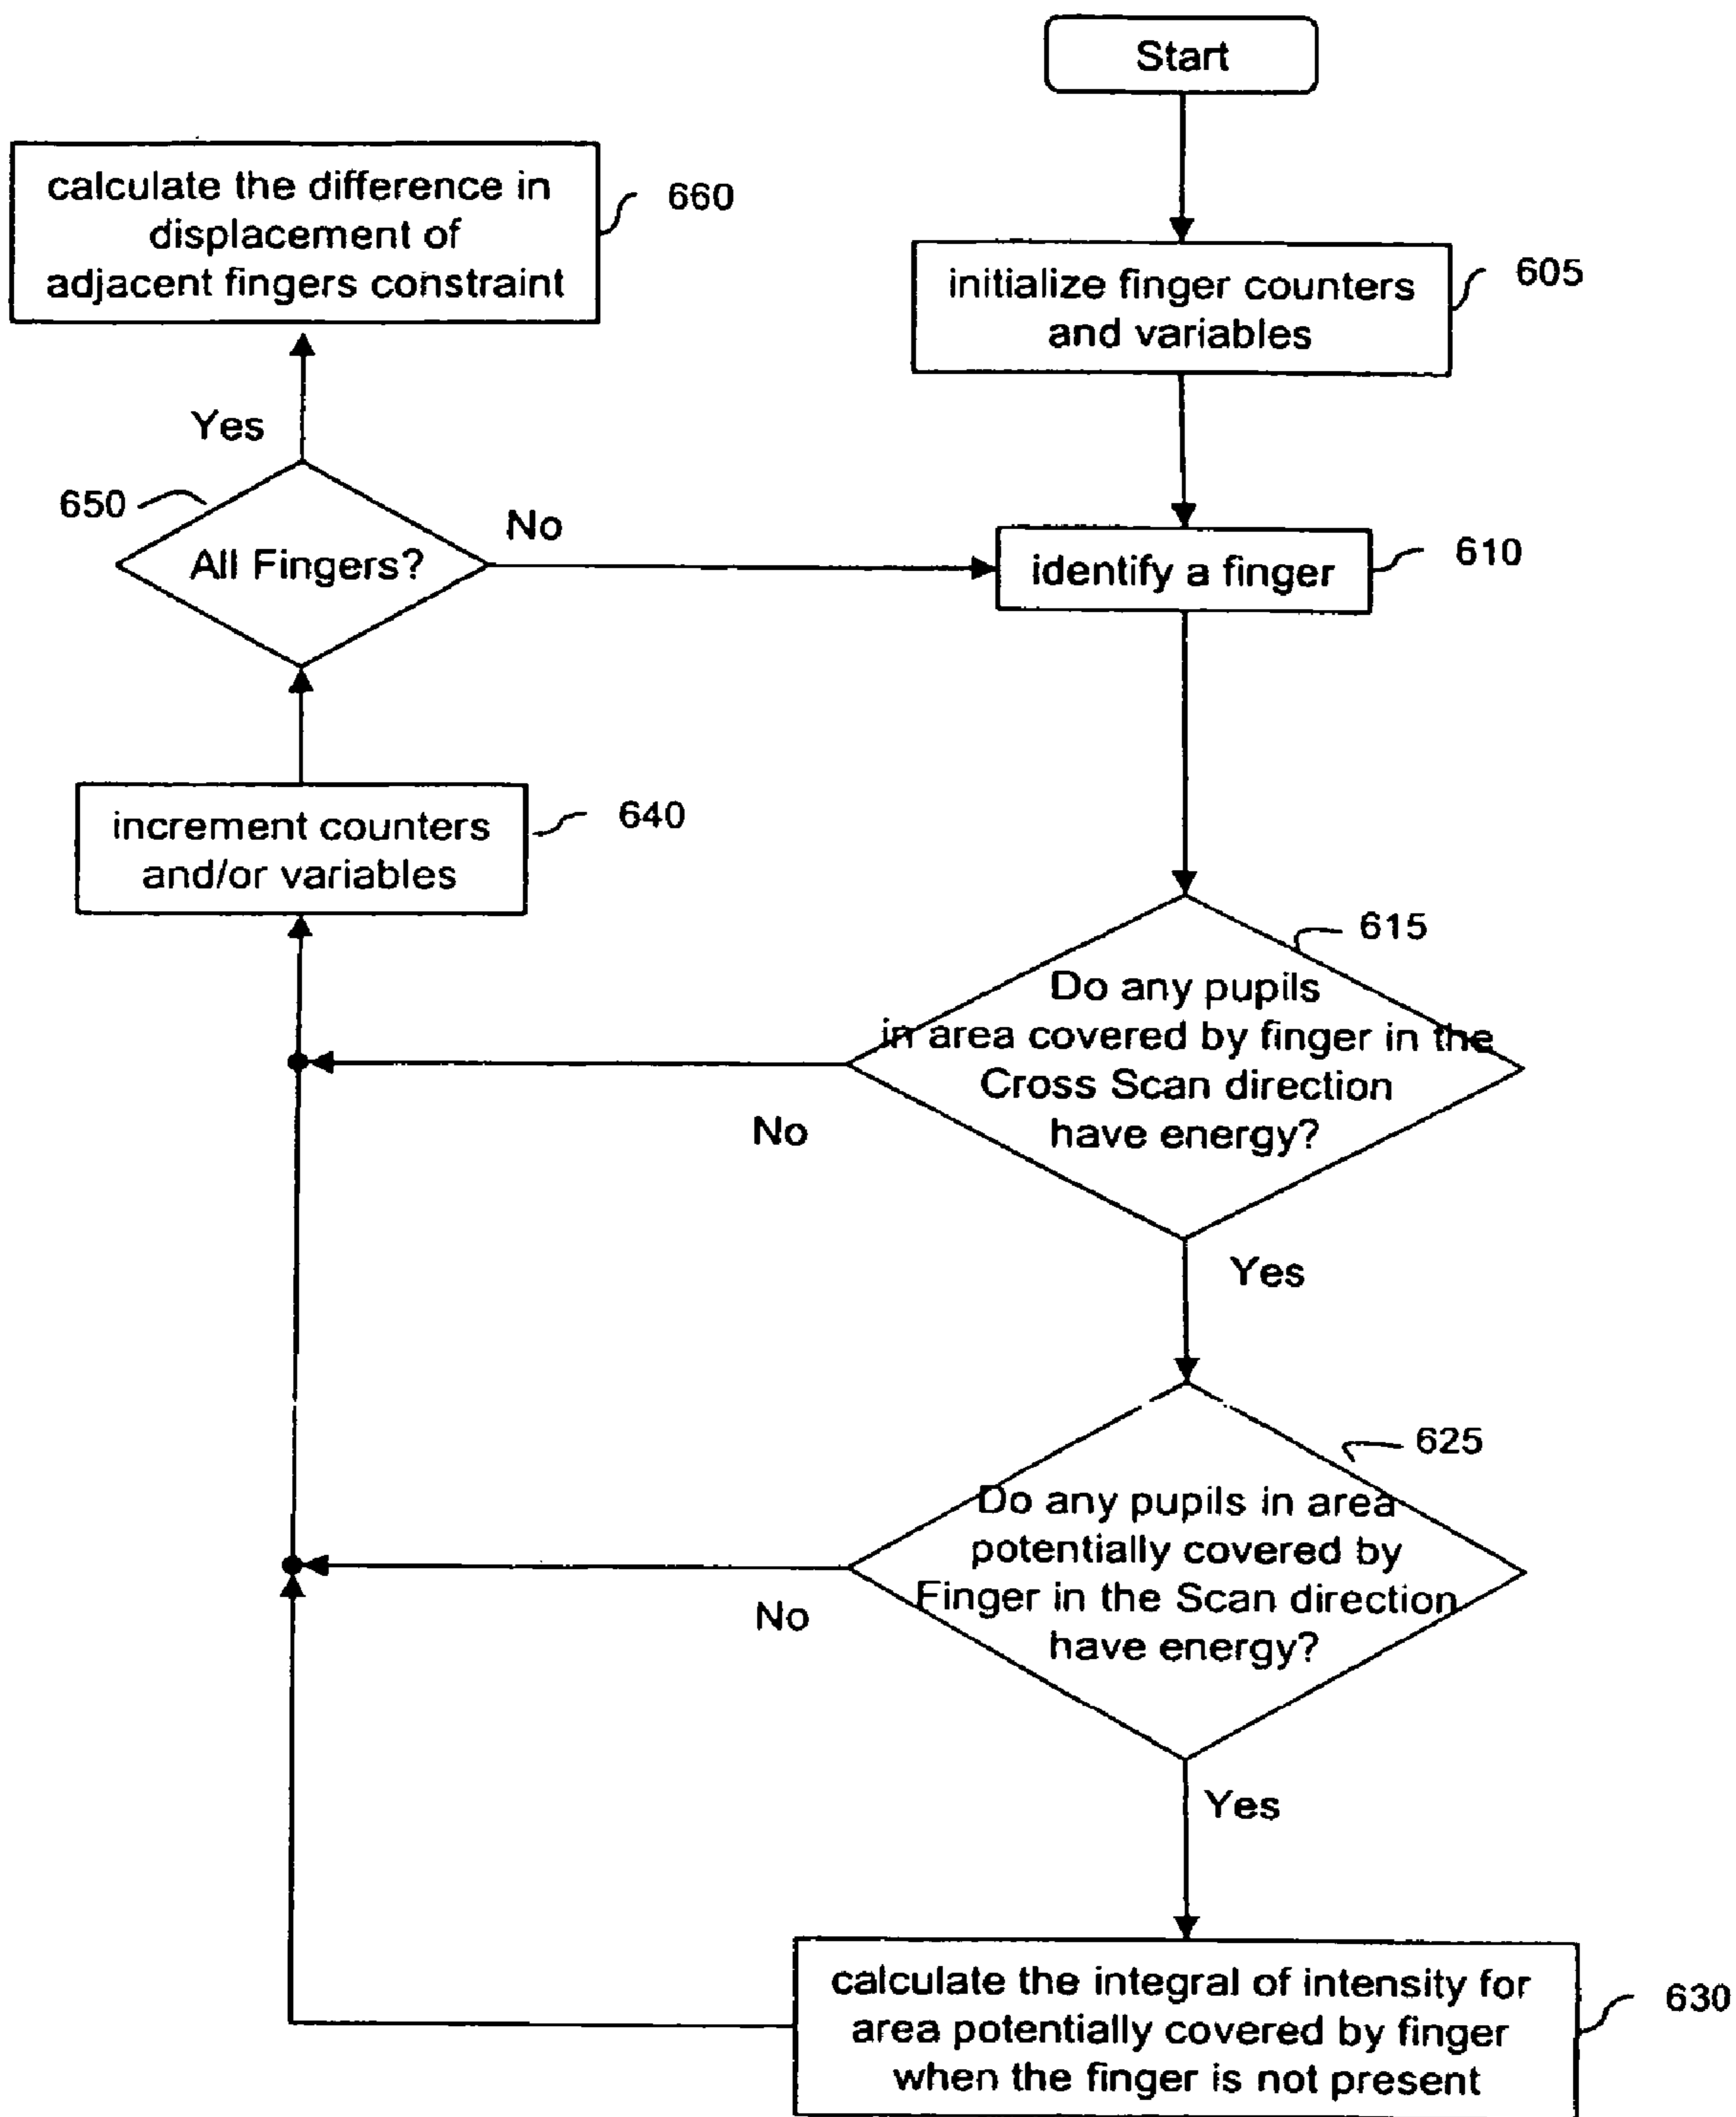 Start
initialize finger counters
and variables
605
identify a finger
610
Do any pupils
in area covered by finger in the
Cross Scan direction
have energy?
615
No
Yes
Do any pupils in area
potentially covered by
Finger in the Scan direction
have energy?
625
No
Yes
calculate the integral of intensity for
area potentially covered by finger
when the finger is not present
630
increment counters
and/or variables
640
All Fingers?
650
No
Yes
calculate the difference in
displacement of
adjacent fingers constraint
660